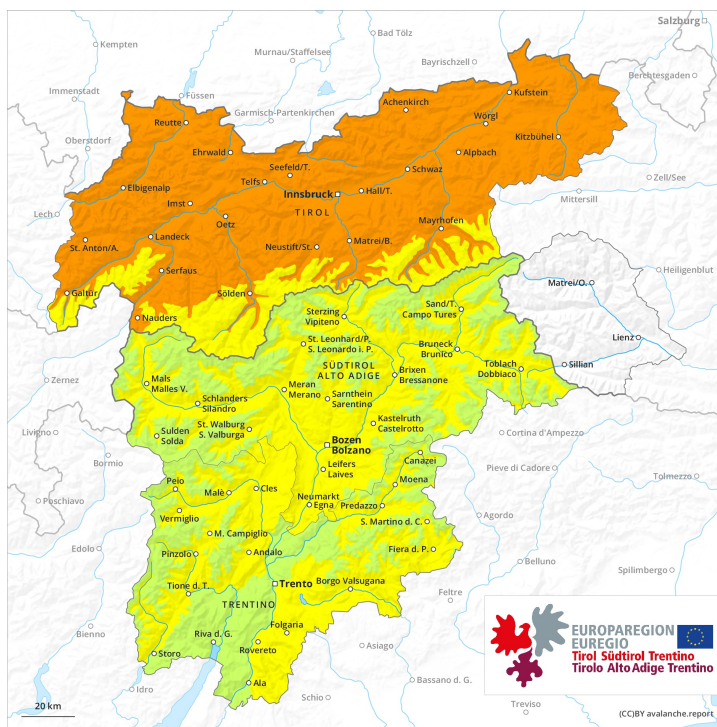 Salzburg
Kempten
Bad Tölz
Murnau/Staffelsee
Bayrischzell
Berchtesgaden
Immenstadt
Füssen
Garmisch-Partenkirchen
Achenkirch
Kufstein
Reutte
Wörgl
Oberstdorf
Ehrwald
Kitzbühel
Seefeld/T.
Alpbach
Telfs
Schwaz
Zell/See
Elbigenalp
Innsbruck
Hall/T.
Mittersill
Imst
TIROL
Lech
Oetz
Mayrhofen
St. Anton/A.
Landeck
Neustift/St.
Matrei/B.
Serfaus
Heiligenblut
Galtür
Sölden
Matrei/O.
Nauders
Sterzing
Vipiteno
Sand/T.
Campo Tures
Lienz
St. Leonhard/P.
S. Leonardo i. P.
Bruneck
Brunico
Zernez
SÜDTIROL
ALTO ADIGE
Brixen
Bressanone
Toblach
Dobbiaco
Sillian
Mals
Malles V.
Meran
Merano
Schlanders
Silandro
Sarnthein
Sarentino
Livigno
Sulden
Solda
St. Walburg
S. Valburga
Kastelruth
Castelrotto
Cortina d'Ampezzo
Bozen
Bolzano
Bormio
Canazei
Pieve di Cadore
Leifers
Laives
Tolmezzo
Poschiavo
Peio
Malè
Cles
Moena
Neumarkt
Egna
Predazzo
Vermiglio
Agordo
S. Martino d. C.
M. Campiglio
Edolo
Pinzolo
Andalo
Fiera d. P.
Belluno
Spilimbergo
Tione d. T.
Trento
Borgo Valsugana
Feltre
TRENTINO
Bienno
Folgaria
Riva d. G.
Rovereto
Asiago
Storo
Bassano d. G.
Ala
Idro
Schio
Treviso
EUROPAREGION
EUREGIO
Tirol Südtirol Trentino
Tirolo Alto Adige Trentino
20 km
(CC)BY avalanche.report